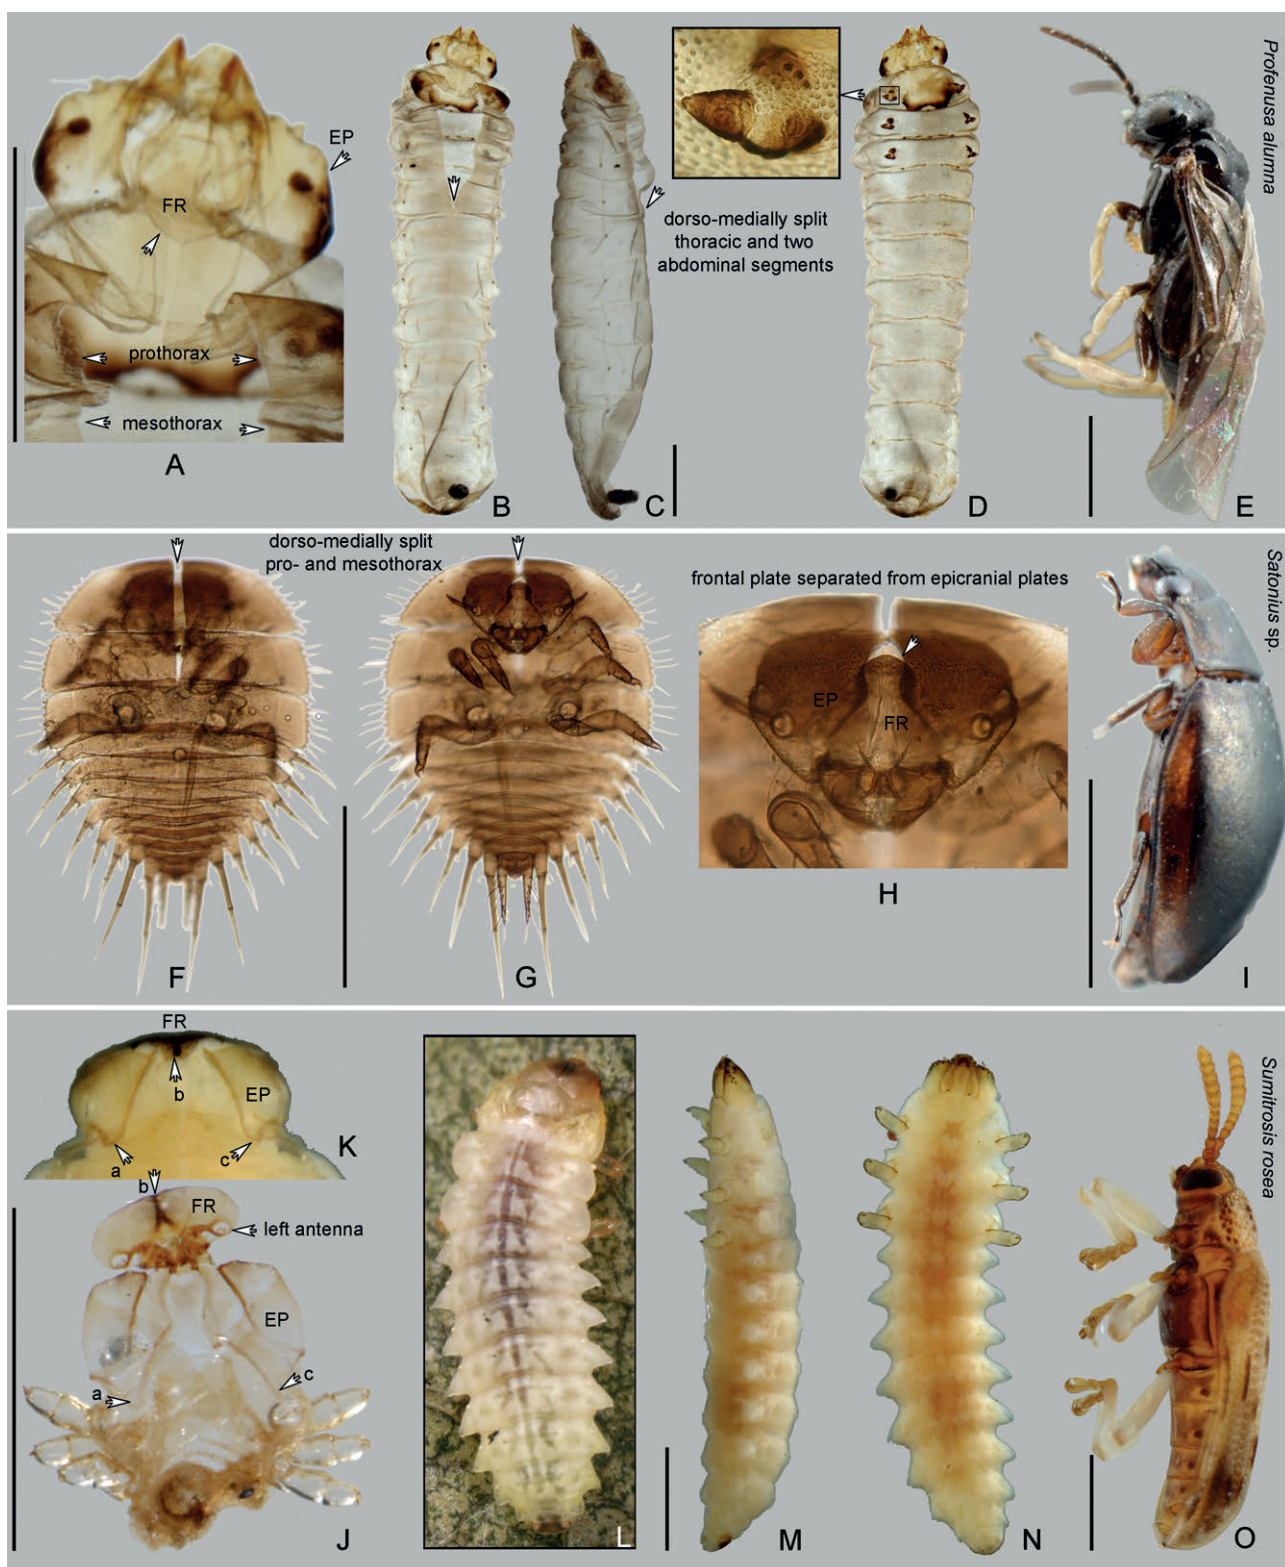 EP
FR
prothorax
mesothorax
A
B
C
dorso-medially split
thoracic and two
abdominal segments
D
E
Profenusa alumna
dorso-medially split
pro- and mesothorax
F
G
frontal plate separated from epicranial plates
EP
FR
H
I
Satonius sp.
FR
b
EP
a
c
K
b
FR
left antenna
EP
a
c
J
L
M
N
O
Sumitrosis rosea